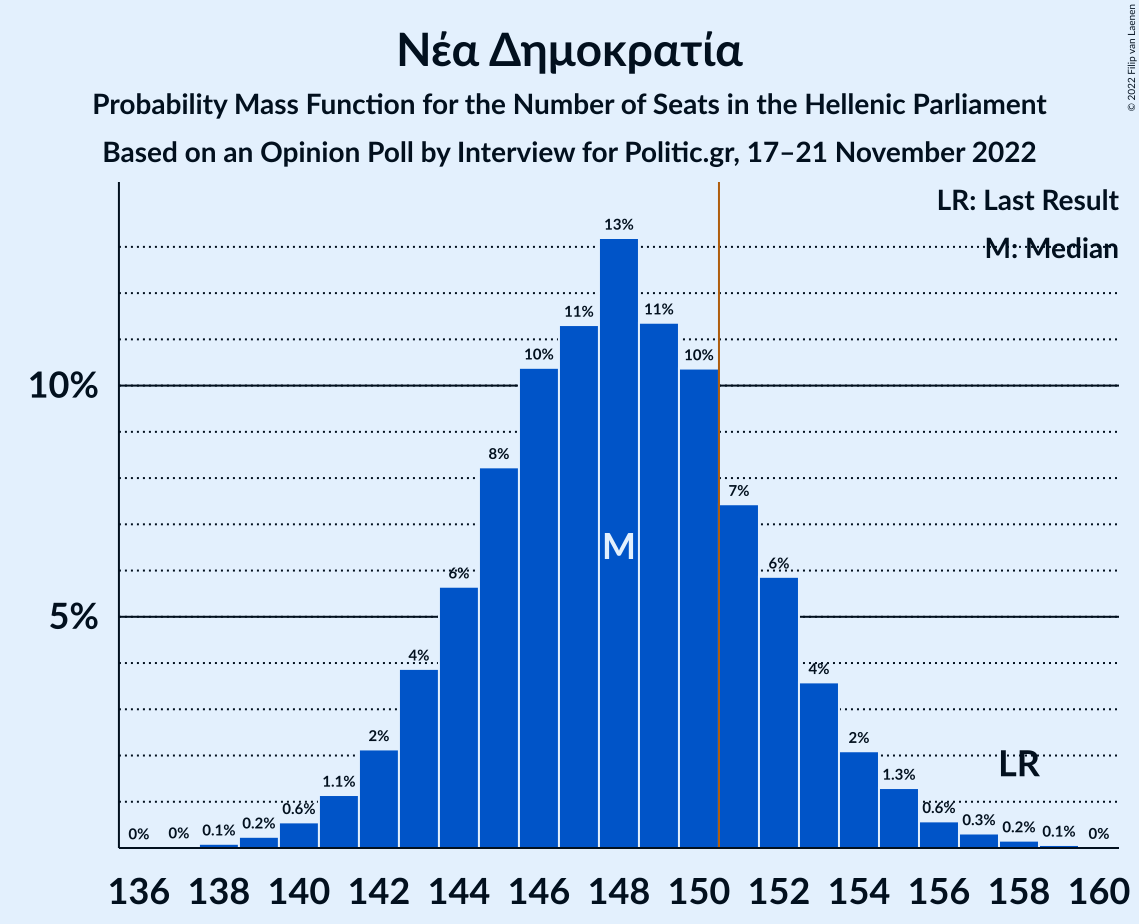 Νέα Δημοκρατία
Probability Mass Function for the Number of Seats in the Hellenic Parliament
Based on an Opinion Poll by Interview for Politic.gr, 17–21 November 2022
© 2022 Filip van Laenen
LR: Last Result
M: Median
13%
11%
11%
10%
10%
10%
8%
7%
M
6%
6%
5%
4%
4%
2%
2%
LR
1.1%
1.3%
0.6%
0.6%
0% 0% 0.1% 0.2% 0.3% 0.2% 0.1% 0%
136 138 140 142 144 146 148 150 152 154 156 158 160